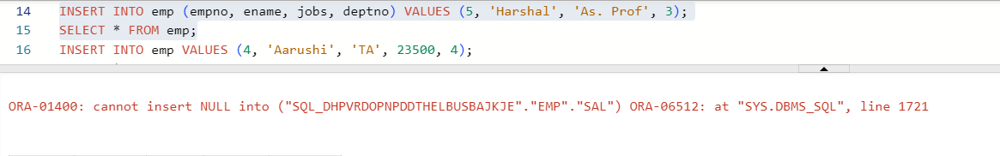 14 INSERT INTO emp (empno, ename, jobs, deptno) VALUES (5, 'Harshal', 'As. Prof', 3);
15 SELECT * FROM emp;
16 INSERT INTO emp VALUES (4, 'Aarushi', 'TA', 23500, 4);
ORA-01400: cannot insert NULL into ("SQL_DHPVRDOPNPDDTHELBUSBAJKJE"."EMP"."SAL") ORA-06512: at "SYS.DBMS_SQL", line 1721